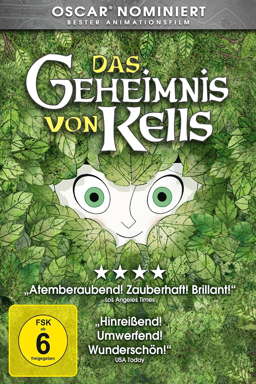 OSCAR® NOMINIERT
BESTER ANIMATIONSFILM
DAS
GEHEIMNIS
VON KELLS
★★★★
„Atemberaubend! Zauberhaft! Brillant!“
Los Angeles Times
„Hinreißend!
Umwerfend!
Wunderschön!“
USA Today
FSK
ab
6
freigegeben